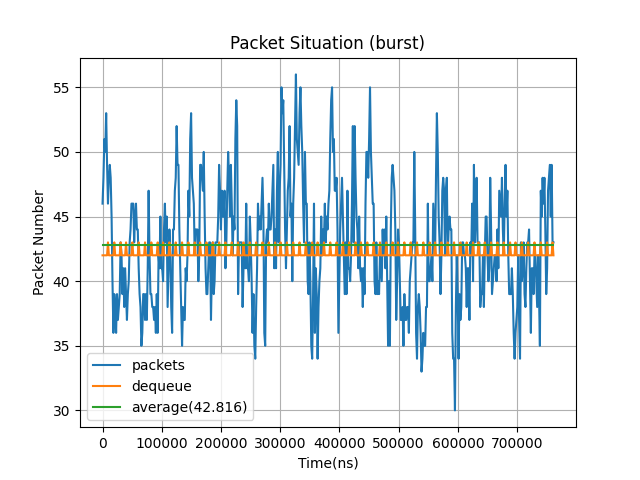 Packet Situation (burst)
Packet Number
55
50
45
40
35
30
packets
dequeue
average(42.816)
0 100000 200000 300000 400000 500000 600000 700000
Time(ns)